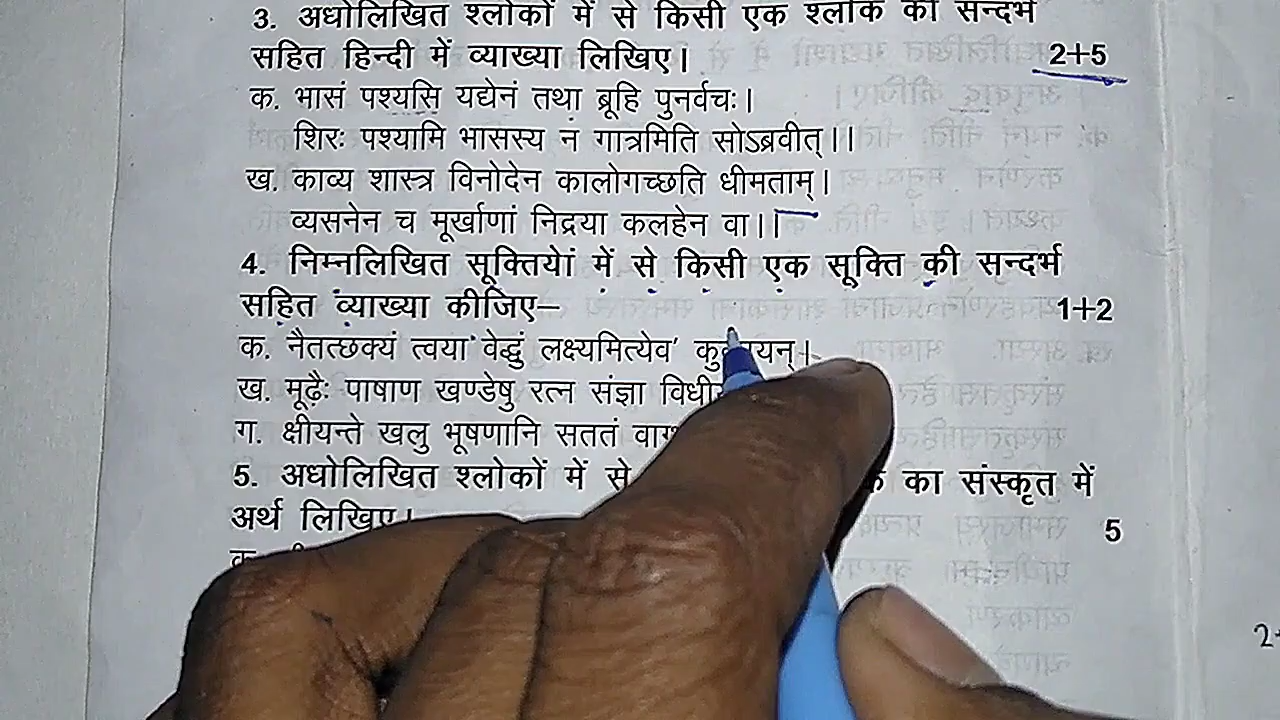 3. अधोलिखित श्लोकों में से किसी एक श्लोक की सन्दर्भ
सहित हिन्दी में व्याख्या लिखिए। 2+5
क. भासं पश्यसि यद्येनं तथा ब्रूहि पुनर्वचः।
शिरः पश्यामि भासस्य न गात्रमिति सोऽब्रवीत्।।
ख. काव्य शास्त्र विनोदेन कालोगच्छति धीमताम्।
व्यसनेन च मूर्खाणां निद्रया कलहेन वा।।
4. निम्नलिखित सूक्तियों में से किसी एक सूक्ति की सन्दर्भ
सहित व्याख्या कीजिए– 1+2
क. नैतत्छक्यं त्वया वेद्धुं लक्ष्यमित्येव
ख. मूढ़ैः पाषाण खण्डेषु रत्न संज्ञा
ग. क्षीयन्ते खलु भूषणानि सततं
5. अधोलिखित श्लोकों में से का संस्कृत में
अर्थ लिखिए। 5